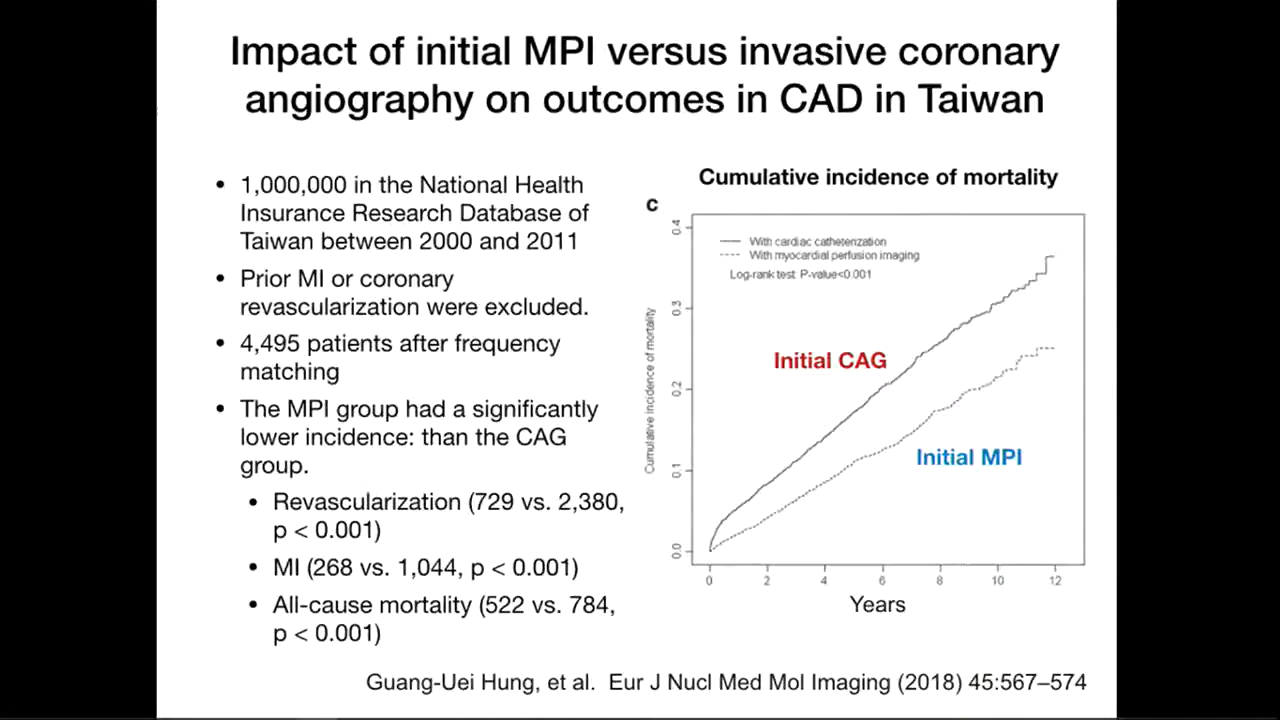 Impact of initial MPI versus invasive coronary
angiography on outcomes in CAD in Taiwan
• 1,000,000 in the National Health
Insurance Research Database of
Taiwan between 2000 and 2011
• Prior MI or coronary
revascularization were excluded.
• 4,495 patients after frequency
matching
• The MPI group had a significantly
lower incidence: than the CAG
group.
• Revascularization (729 vs. 2,380,
p < 0.001)
• MI (268 vs. 1,044, p < 0.001)
• All-cause mortality (522 vs. 784,
p < 0.001)
Cumulative incidence of mortality
c
With cardiac catheterization
With myocardial perfusion imaging
Log-rank test: P-value<0.001
Cumulative incidence of mortality
0.4
0.3
0.2
0.1
0.0
Initial CAG
Initial MPI
0 2 4 6 8 10 12
Years
Guang-Uei Hung, et al. Eur J Nucl Med Mol Imaging (2018) 45:567–574